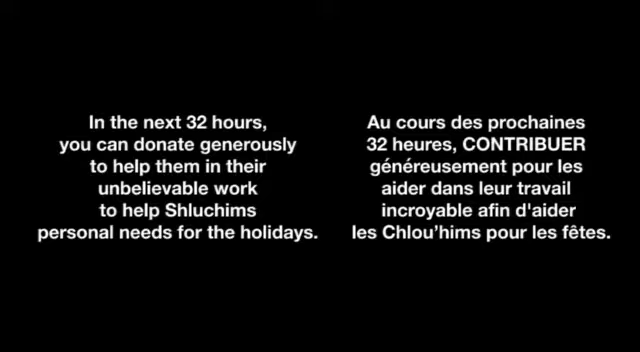 In the next 32 hours,
you can donate generously
to help them in their
unbelievable work
to help Shluchims
personal needs for the holidays.
Au cours des prochaines
32 heures, CONTRIBUER
généreusement pour les
aider dans leur travail
incroyable afin d'aider
les Chlou’hims pour les fêtes.